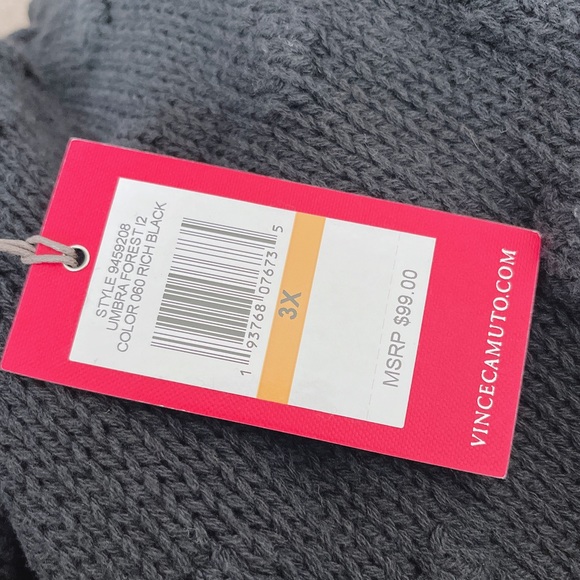 STYLE 9459208
UMBRA FOREST I2
COLOR 060 RICH BLACK
1 93768 07673 5
3X
MSRP $99.00
VINCECAMUTO.COM